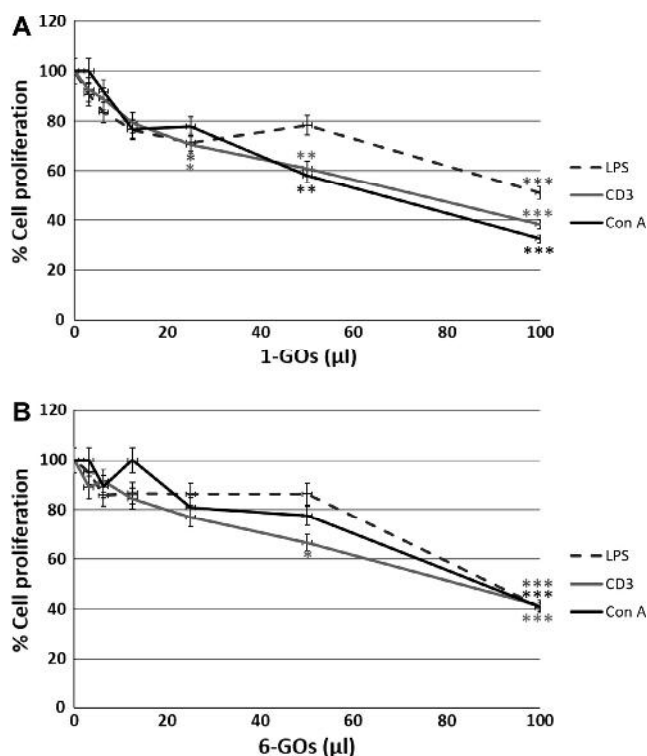 A
120
100
80
60
40
20
0
% Cell proliferation
*
*
**
**
***
***
***
LPS
CD3
Con A
0 20 40 60 80 100
1-GOs (µl)
B
120
100
80
60
40
20
0
% Cell proliferation
*
***
***
***
LPS
CD3
Con A
0 20 40 60 80 100
6-GOs (µl)